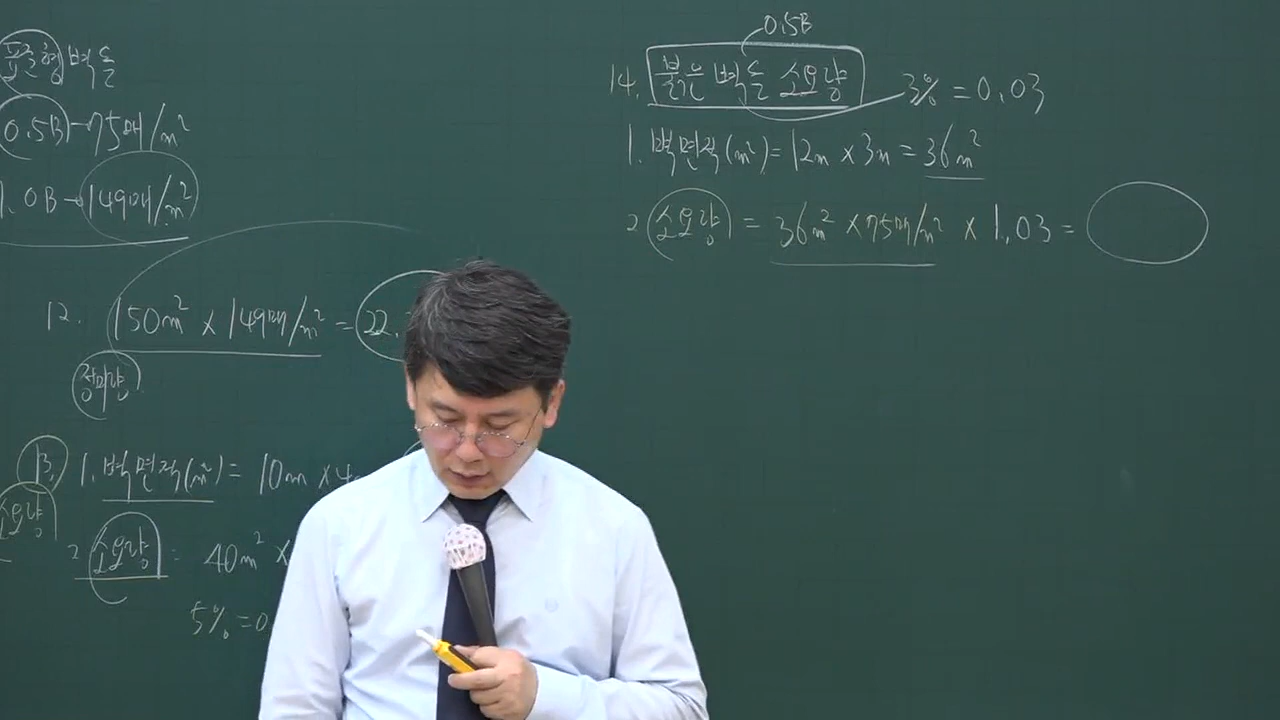 표준형 벽돌
0.5B → 75매/m²
1.0B → 149매/m²
12. 150m² × 149매/m² = 22.
정미량
13. 1. 벽면적(m²) = 10m × 4
소요량
2 소요량 = 40m² ×
5% = 0
0.5B
14. 붉은 벽돌 소요량 3% = 0.03
1. 벽면적(m²) = 12m × 3m = 36m²
2 소요량 = 36m² × 75매/m² × 1.03 =